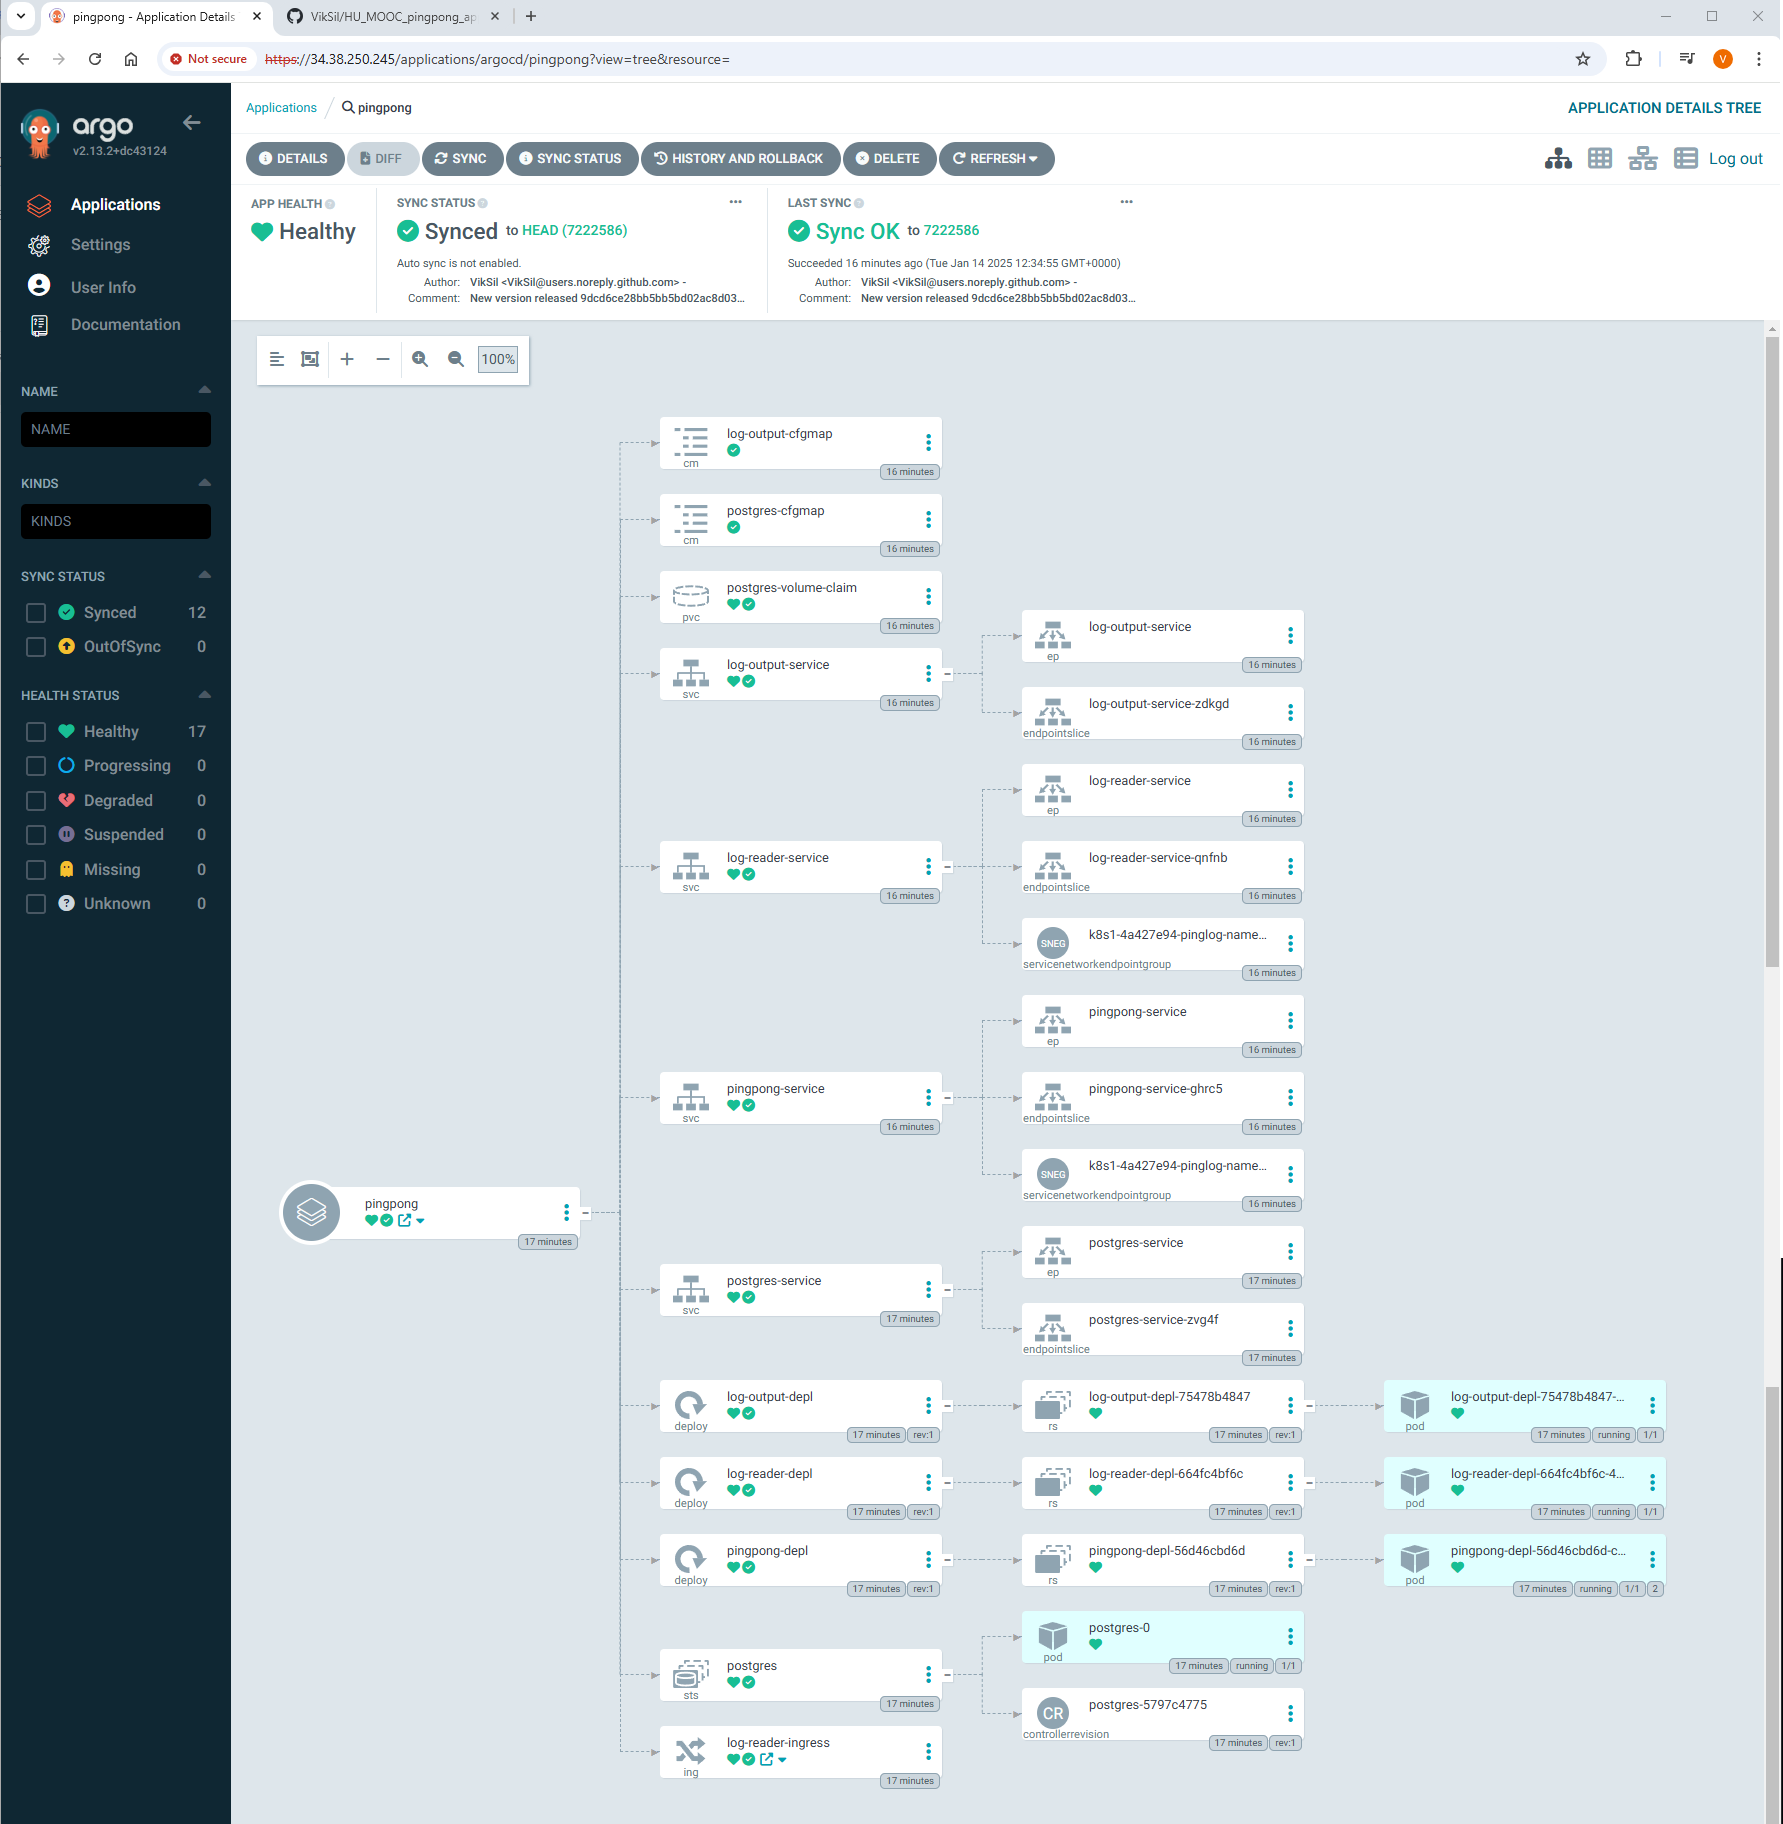 pingpong - Application Details
VikSil/HU_MOOC_pingpong_ap
Not secure
https://34.38.250.245/applications/argocd/pingpong?view=tree&resource=
V
argo
v2.13.2+dc43124
Applications
Settings
User Info
Documentation
NAME
NAME
KINDS
KINDS
SYNC STATUS
Synced 12
OutOfSync 0
HEALTH STATUS
Healthy 17
Progressing 0
Degraded 0
Suspended 0
Missing 0
Unknown 0
Applications / pingpong
APPLICATION DETAILS TREE
DETAILS DIFF SYNC SYNC STATUS HISTORY AND ROLLBACK DELETE REFRESH
Log out
APP HEALTH
Healthy
SYNC STATUS
Synced to HEAD (7222586)
Auto sync is not enabled.
Author: VikSil <VikSil@users.noreply.github.com> -
Comment: New version released 9dcd6ce28bb5bb5bd02ac8d03...
LAST SYNC
Sync OK to 7222586
Succeeded 16 minutes ago (Tue Jan 14 2025 12:34:55 GMT+0000)
Author: VikSil <VikSil@users.noreply.github.com> -
Comment: New version released 9dcd6ce28bb5bb5bd02ac8d03...
100%
pingpong
17 minutes
log-output-cfgmap
cm
16 minutes
postgres-cfgmap
cm
16 minutes
postgres-volume-claim
pvc
16 minutes
log-output-service
svc
16 minutes
log-output-service
ep
16 minutes
log-output-service-zdkgd
endpointslice
16 minutes
log-reader-service
svc
16 minutes
log-reader-service
ep
16 minutes
log-reader-service-qnfnb
endpointslice
16 minutes
SNEG
k8s1-4a427e94-pinglog-name...
servicenetworkendpointgroup
16 minutes
pingpong-service
svc
16 minutes
pingpong-service
ep
16 minutes
pingpong-service-ghrc5
endpointslice
16 minutes
SNEG
k8s1-4a427e94-pinglog-name...
servicenetworkendpointgroup
16 minutes
postgres-service
svc
17 minutes
postgres-service
ep
17 minutes
postgres-service-zvg4f
endpointslice
17 minutes
log-output-depl
deploy
17 minutes rev:1
log-output-depl-75478b4847
rs
17 minutes rev:1
log-output-depl-75478b4847-...
pod
17 minutes running 1/1
log-reader-depl
deploy
17 minutes rev:1
log-reader-depl-664fc4bf6c
rs
17 minutes rev:1
log-reader-depl-664fc4bf6c-4...
pod
17 minutes running 1/1
pingpong-depl
deploy
17 minutes rev:1
pingpong-depl-56d46cbd6d
rs
17 minutes rev:1
pingpong-depl-56d46cbd6d-c...
pod
17 minutes running 1/1 2
postgres
sts
17 minutes
postgres-0
pod
17 minutes running 1/1
CR
postgres-5797c4775
controllerrevision
17 minutes rev:1
log-reader-ingress
ing
17 minutes